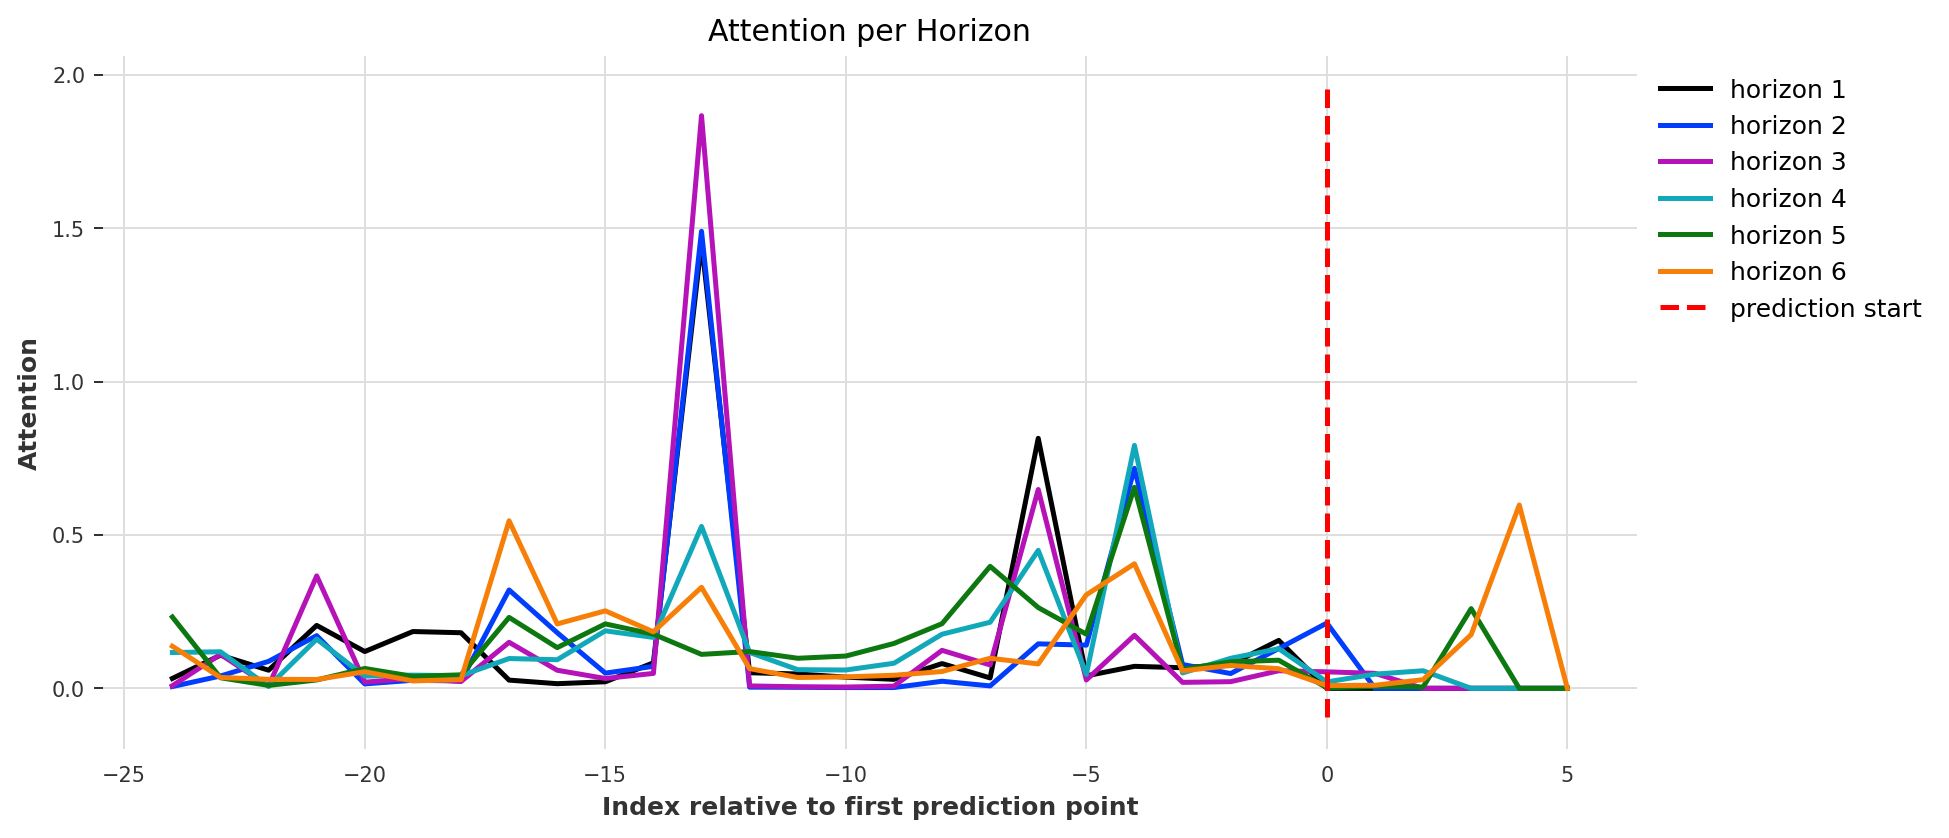 Attention per Horizon
2.0
1.5
1.0
0.5
0.0
Attention
−25
−20
−15
−10
−5
0
5
Index relative to first prediction point
horizon 1
horizon 2
horizon 3
horizon 4
horizon 5
horizon 6
prediction start